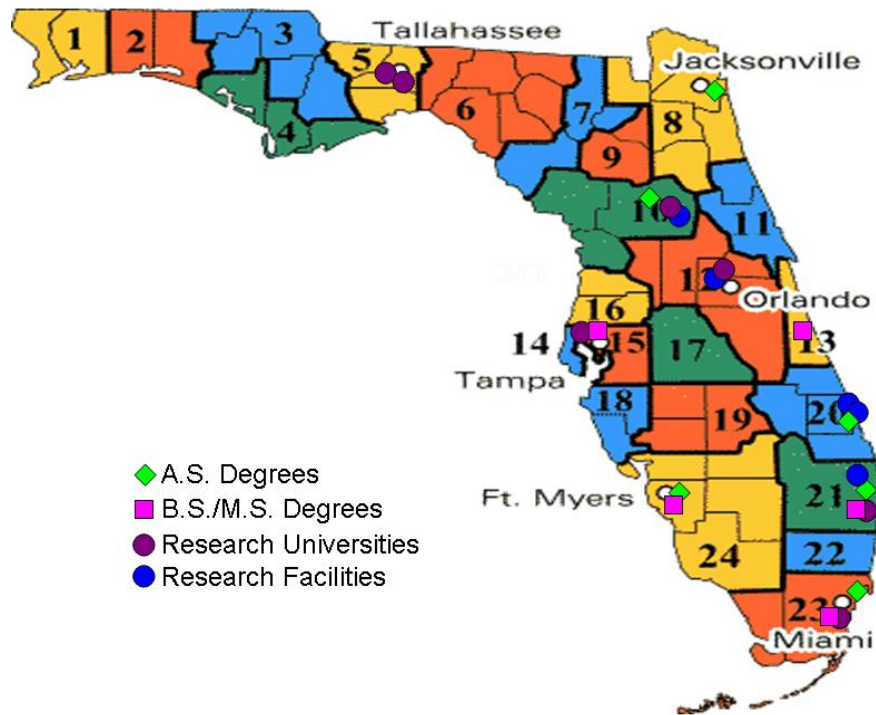 Tallahassee
Jacksonville
1
2
3
5
4
6
7
8
9
10
11
12
Orlando
16
14
15
13
17
Tampa
18
19
20
A.S. Degrees
B.S./M.S. Degrees
Research Universities
Research Facilities
Ft. Myers
21
24
22
23
Miami